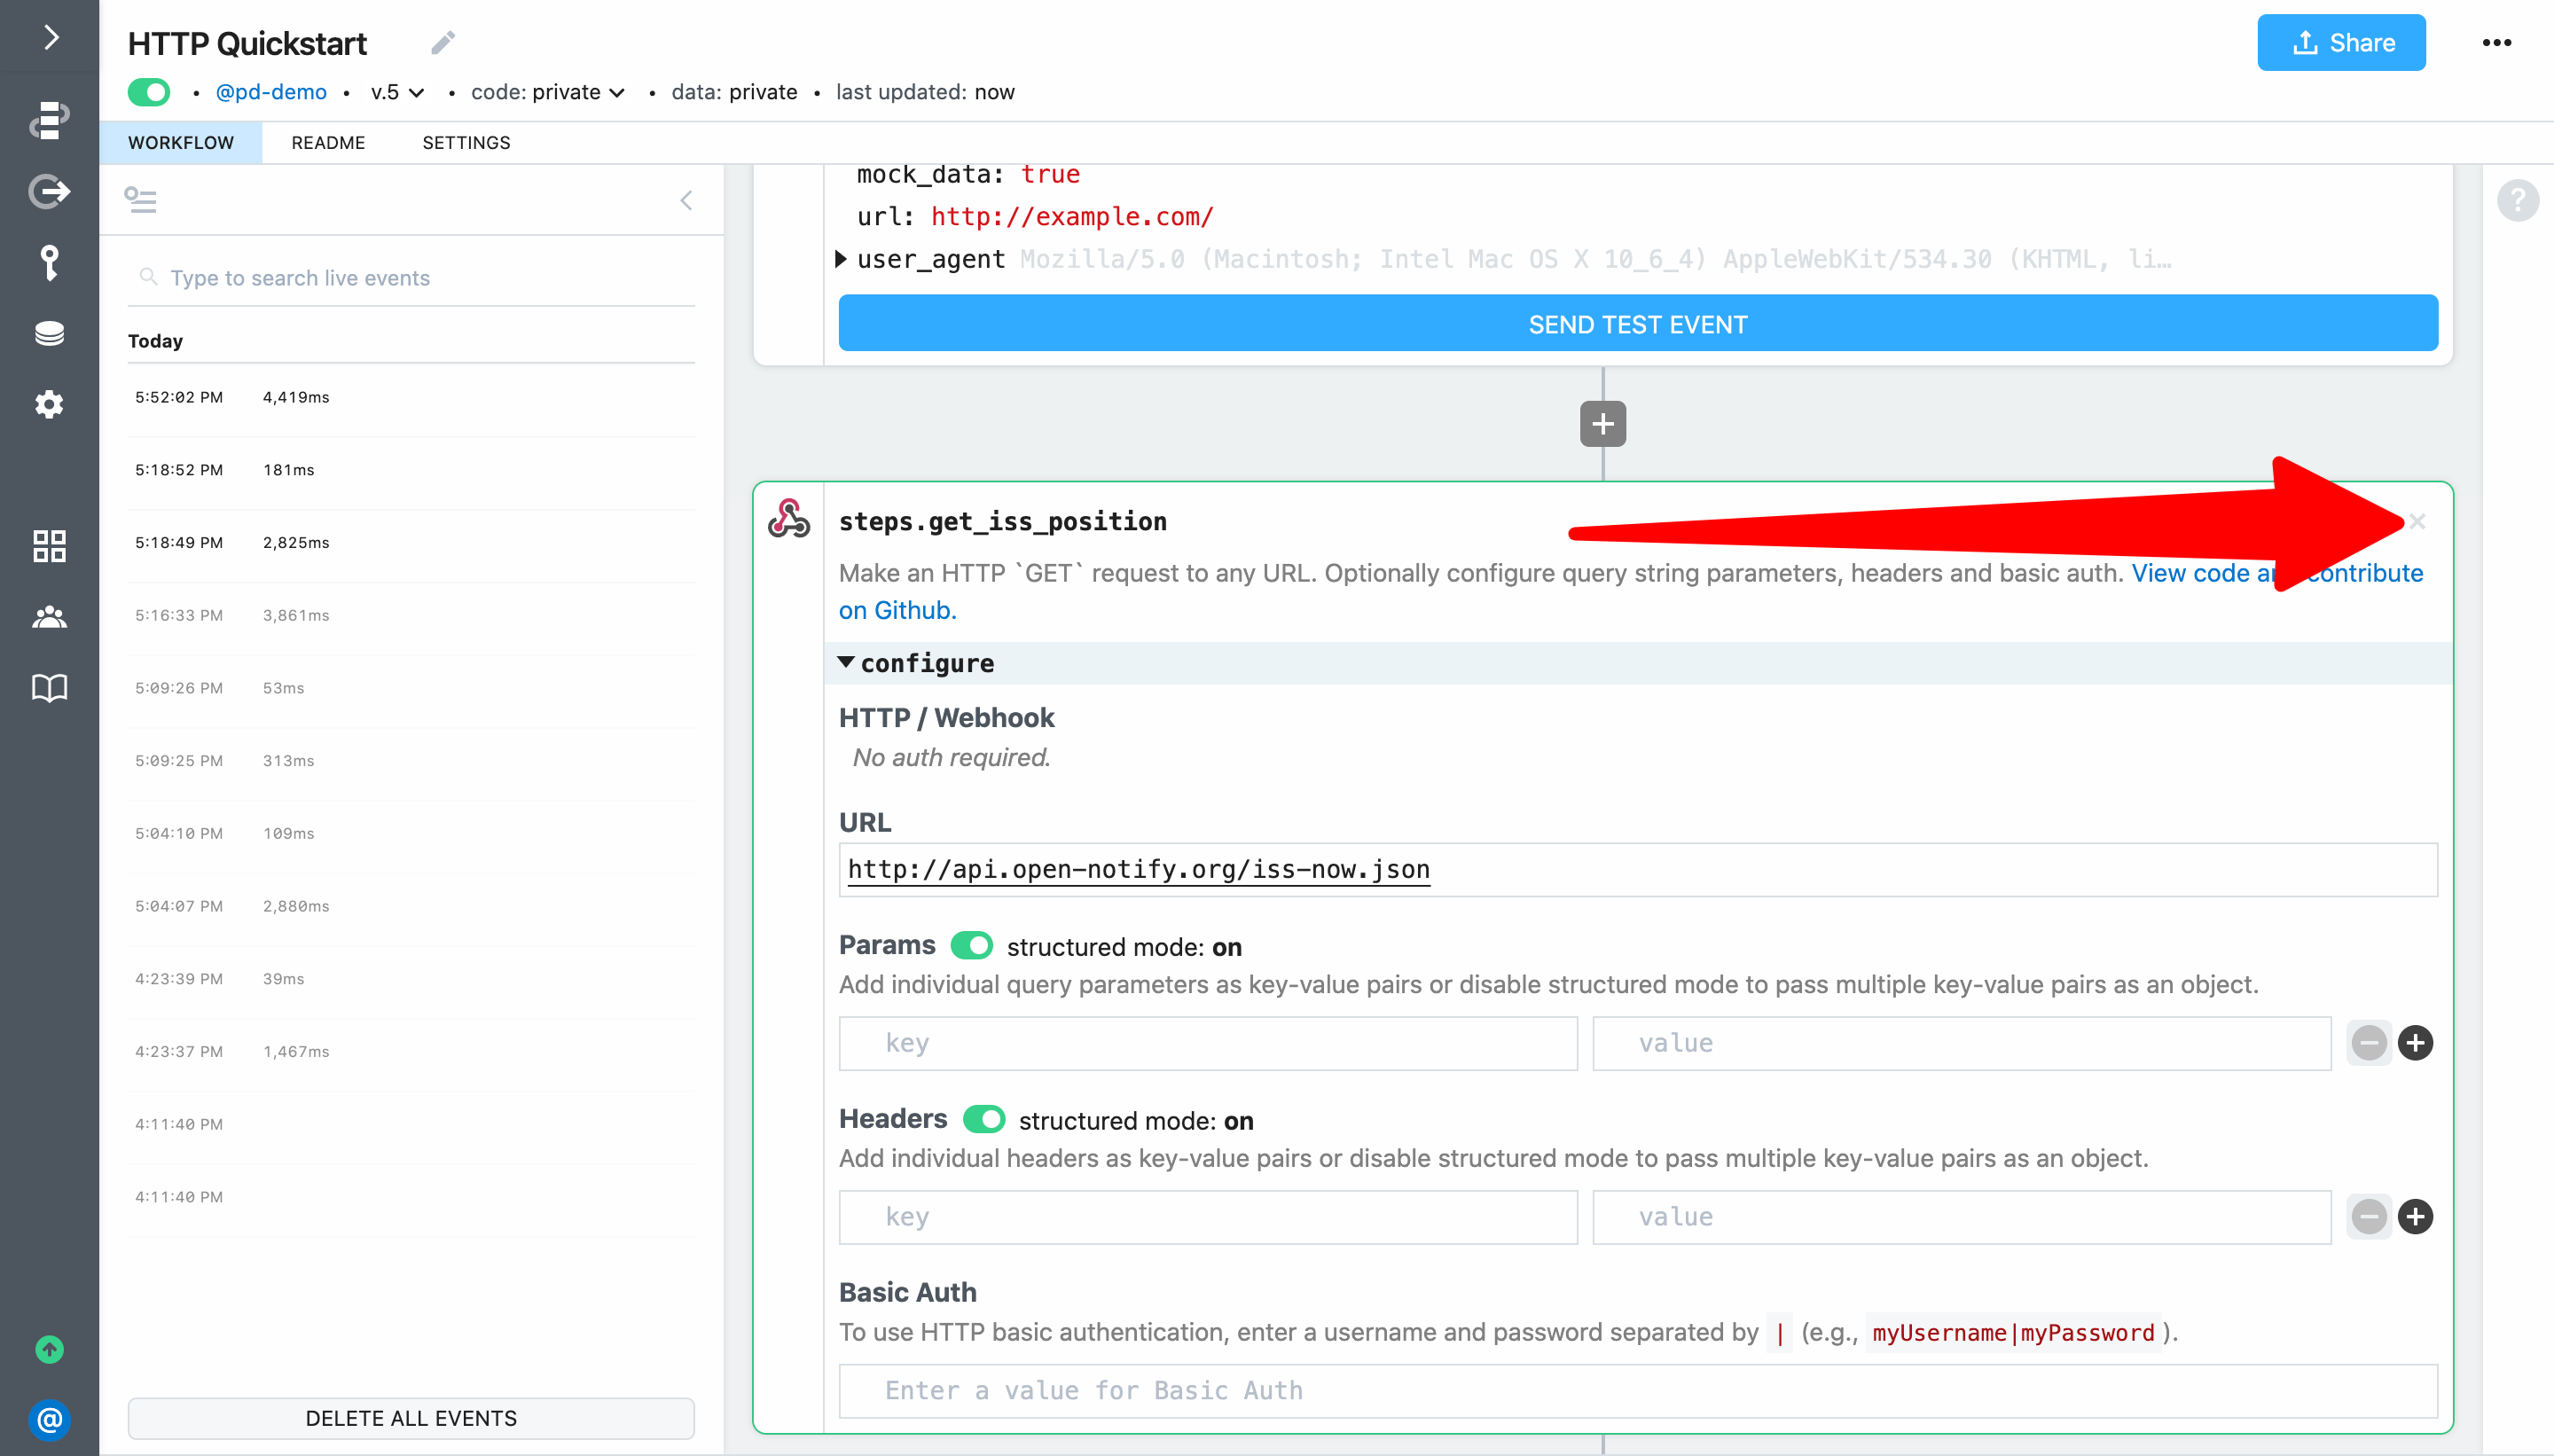 HTTP Quickstart
Share
• @pd-demo • v.5 • code: private • data: private • last updated: now
WORKFLOW README SETTINGS
Type to search live events
Today
5:52:02 PM 4,419ms
5:18:52 PM 181ms
5:18:49 PM 2,825ms
5:16:33 PM 3,861ms
5:09:26 PM 53ms
5:09:25 PM 313ms
5:04:10 PM 109ms
5:04:07 PM 2,880ms
4:23:39 PM 39ms
4:23:37 PM 1,467ms
4:11:40 PM
4:11:40 PM
DELETE ALL EVENTS
mock_data: true
url: http://example.com/
user_agent Mozilla/5.0 (Macintosh; Intel Mac OS X 10_6_4) AppleWebKit/534.30 (KHTML, li…
SEND TEST EVENT
steps.get_iss_position
Make an HTTP `GET` request to any URL. Optionally configure query string parameters, headers and basic auth. View code contribute
on Github.
configure
HTTP / Webhook
No auth required.
URL
http://api.open-notify.org/iss-now.json
Params structured mode: on
Add individual query parameters as key-value pairs or disable structured mode to pass multiple key-value pairs as an object.
key value
Headers structured mode: on
Add individual headers as key-value pairs or disable structured mode to pass multiple key-value pairs as an object.
key value
Basic Auth
To use HTTP basic authentication, enter a username and password separated by | (e.g., myUsername|myPassword).
Enter a value for Basic Auth
?
@